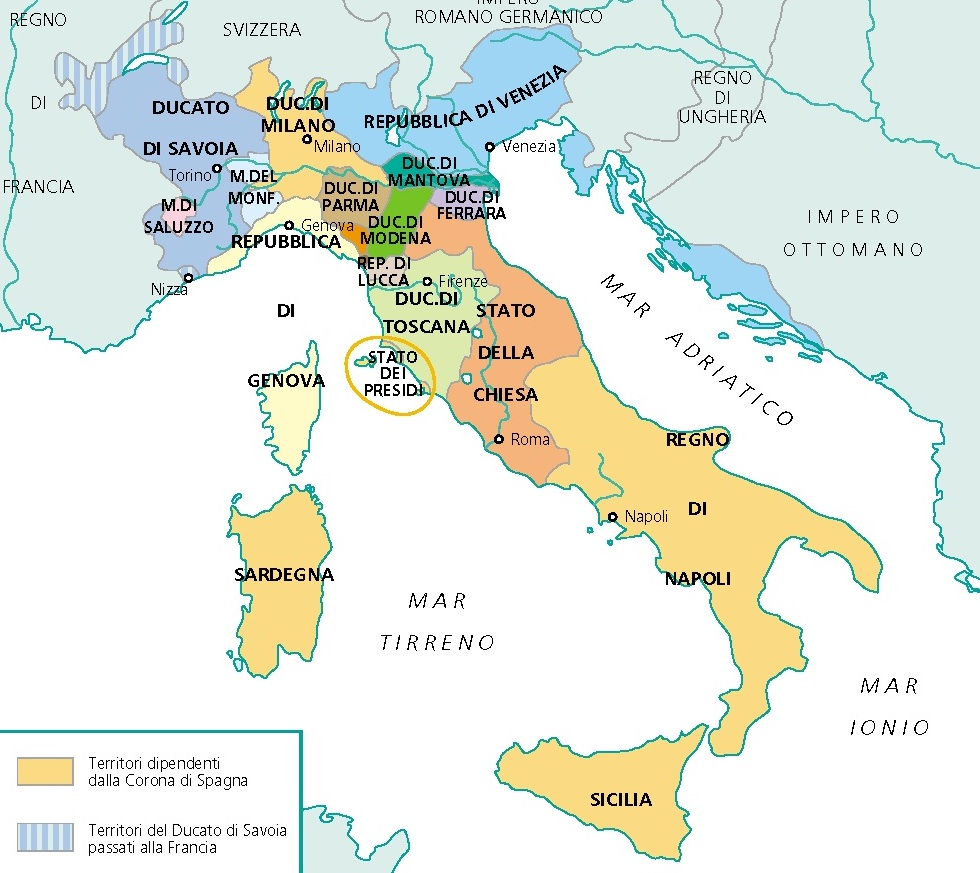 IMPERO
ROMANO GERMANICO
REGNO
SVIZZERA
DI
FRANCIA
REGNO
DI
UNGHERIA
DUCATO
DI SAVOIA
Torino
DUC.DI
MILANO
Milano
REPUBBLICA DI VENEZIA
Venezia
M.DEL
MONF.
M.DI
SALUZZO
DUC.DI
MANTOVA
DUC.DI
PARMA
DUC.DI
FERRARA
DUC.DI
MODENA
Genova
REPUBBLICA
DI
GENOVA
Nizza
REP. DI
LUCCA
Firenze
DUC.DI
TOSCANA
STATO
DELLA
CHIESA
Roma
STATO
DEI
PRESIDI
IMPERO
OTTOMANO
MAR ADRIATICO
REGNO
DI
NAPOLI
Napoli
SARDEGNA
MAR
TIRRENO
MAR
IONIO
SICILIA
Territori dipendenti
dalla Corona di Spagna
Territori del Ducato di Savoia
passati alla Francia